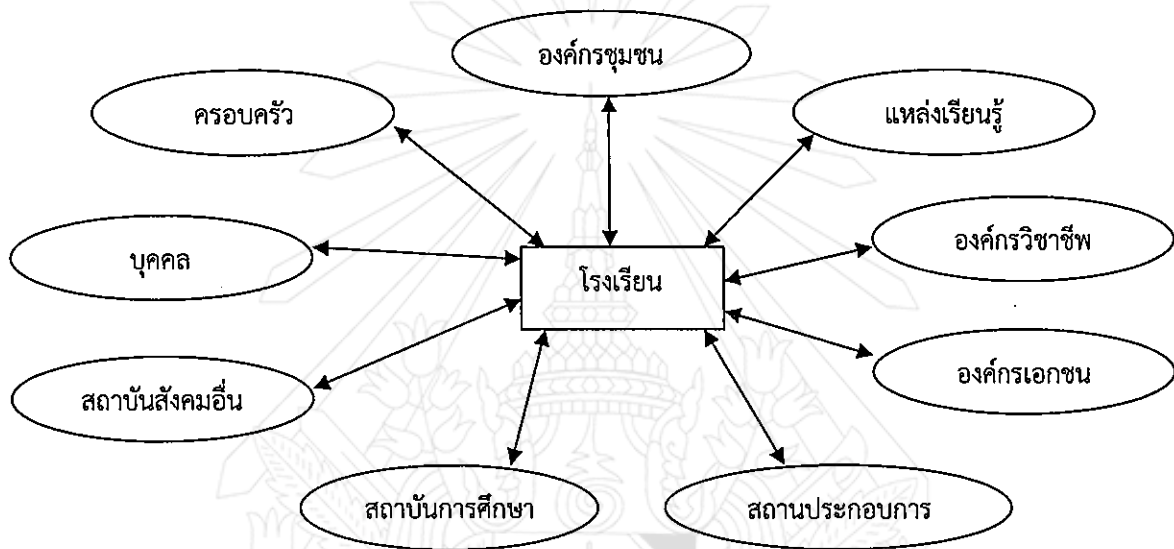 องค์กรชุมชน
ครอบครัว
แหล่งเรียนรู้
บุคคล
องค์กรวิชาชีพ
โรงเรียน
องค์กรเอกชน
สถาบันสังคมอื่น
สถาบันการศึกษา
สถานประกอบการ